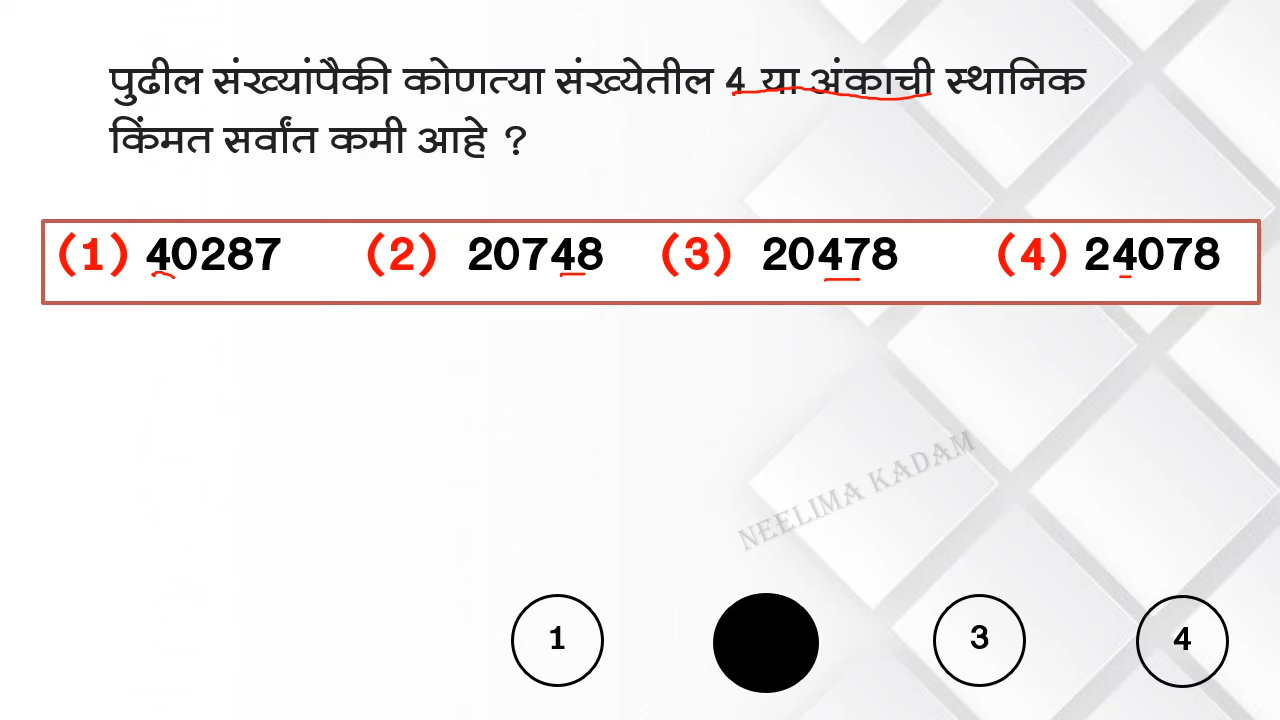 पुढील संख्यांपैकी कोणत्या संख्येतील 4 या अंकाची स्थानिक
किंमत सर्वांत कमी आहे ?
(1) 40287 (2) 20748 (3) 20478 (4) 24078
NEELIMA KADAM
1 3 4